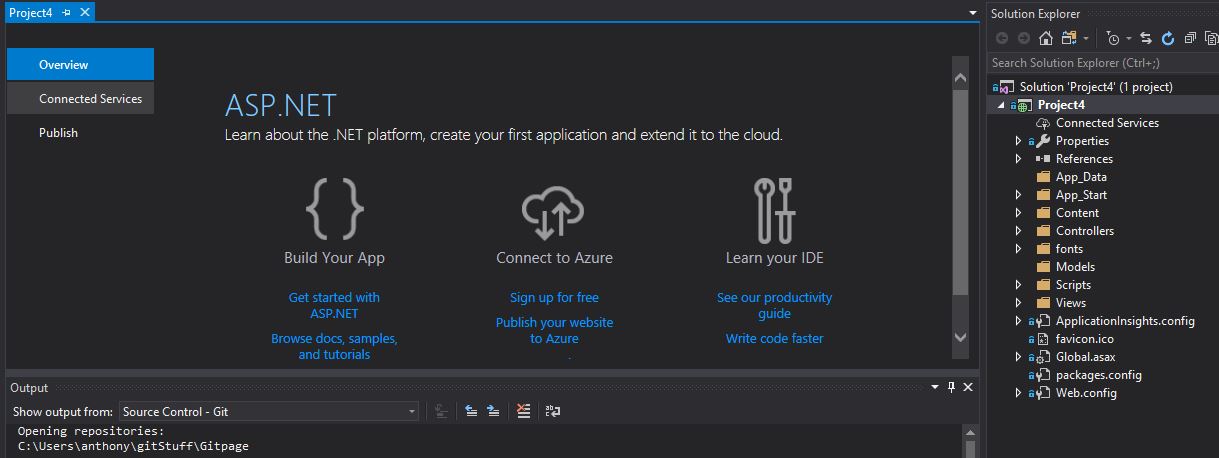 Project4
Overview
Connected Services
Publish
ASP.NET
Learn about the .NET platform, create your first application and extend it to the cloud.
Build Your App
Get started with
ASP.NET
Browse docs, samples,
and tutorials
Connect to Azure
Sign up for free
Publish your website
to Azure
Learn your IDE
See our productivity
guide
Write code faster
Output
Show output from: Source Control - Git
Opening repositories:
C:\Users\anthony\gitStuff\Gitpage
Solution Explorer
Search Solution Explorer (Ctrl+;)
Solution 'Project4' (1 project)
Project4
Connected Services
Properties
References
App_Data
App_Start
Content
Controllers
fonts
Models
Scripts
Views
ApplicationInsights.config
favicon.ico
Global.asax
packages.config
Web.config